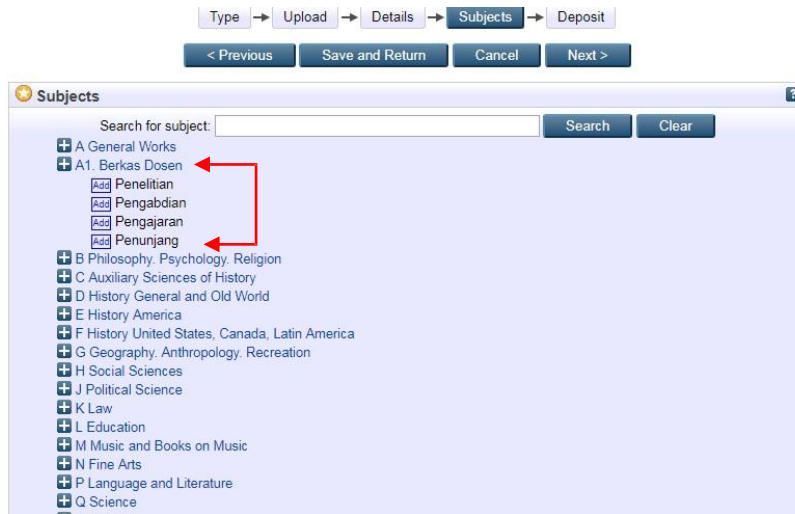 Type Upload Details Subjects Deposit
< Previous Save and Return Cancel Next >
Subjects ?
Search for subject: Search Clear
A General Works
A1. Berkas Dosen
Add Penelitian
Add Pengabdian
Add Pengajaran
Add Penunjang
B Philosophy. Psychology. Religion
C Auxiliary Sciences of History
D History General and Old World
E History America
F History United States, Canada, Latin America
G Geography. Anthropology. Recreation
H Social Sciences
J Political Science
K Law
L Education
M Music and Books on Music
N Fine Arts
P Language and Literature
Q Science